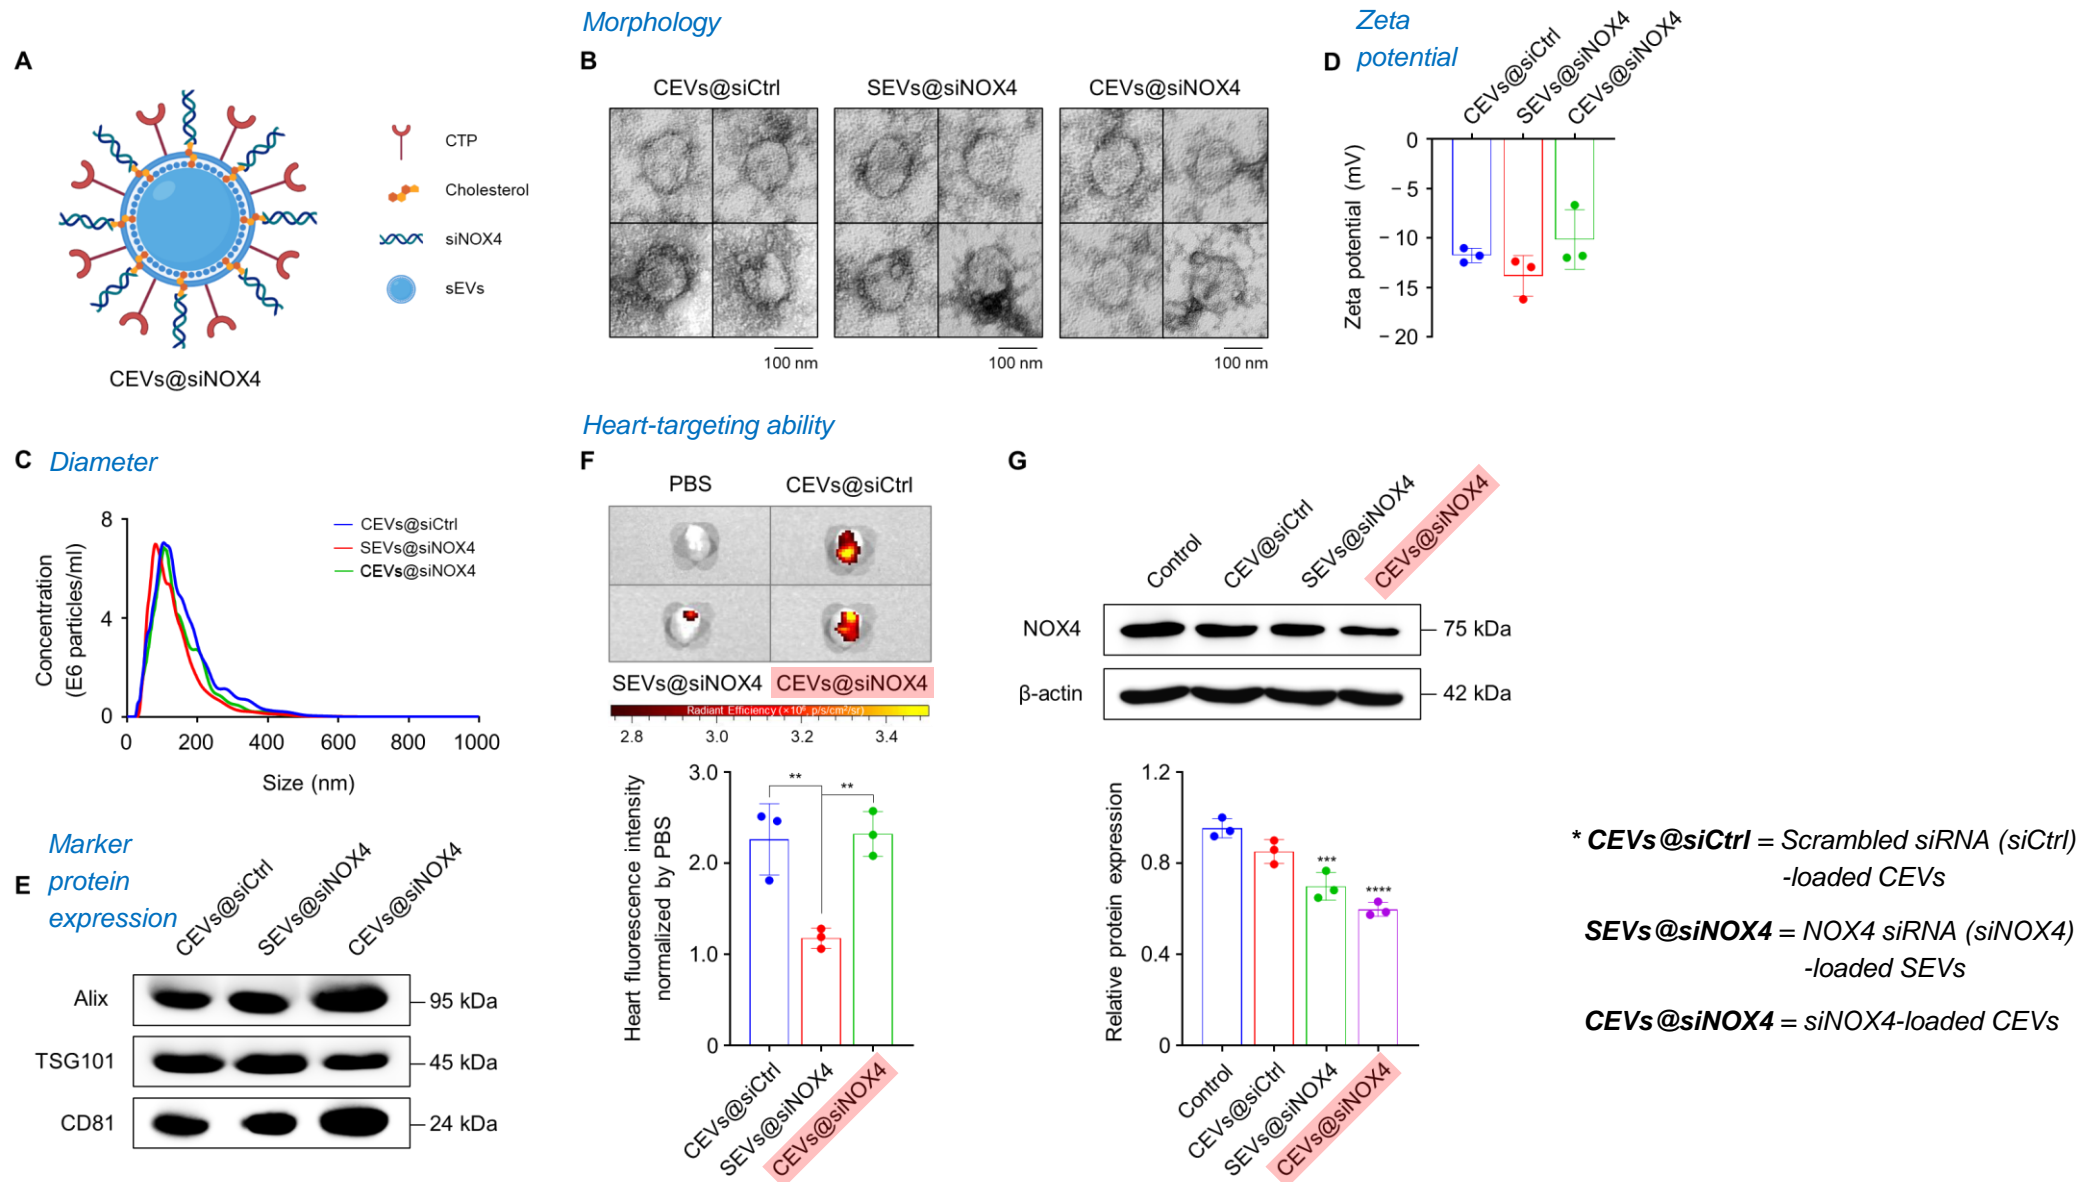 A
CTP
Cholesterol
siNOX4
sEVs
CEVs@siNOX4
Morphology
B
CEVs@siCtrl
SEVs@siNOX4
CEVs@siNOX4
100 nm
100 nm
100 nm
Zeta
potential
D
CEVs@siCtrl
SEVs@siNOX4
CEVs@siNOX4
Zeta potential (mV)
0
−5
−10
−15
−20
C
Diameter
CEVs@siCtrl
SEVs@siNOX4
CEVs@siNOX4
Concentration
(E6 particles/ml)
8
4
0
0 200 400 600 800 1000
Size (nm)
Marker
protein
expression
E
CEVs@siCtrl
SEVs@siNOX4
CEVs@siNOX4
Alix
95 kDa
TSG101
45 kDa
CD81
24 kDa
Heart-targeting ability
F
PBS
CEVs@siCtrl
SEVs@siNOX4
CEVs@siNOX4
Radiant Efficiency (×10⁸, p/s/cm²/sr)
2.8 3.0 3.2 3.4
Heart fluorescence intensity
normalized by PBS
3.0
2.0
1.0
0
**
**
CEVs@siCtrl
SEVs@siNOX4
CEVs@siNOX4
G
Control
CEV@siCtrl
SEVs@siNOX4
CEVs@siNOX4
NOX4
75 kDa
β-actin
42 kDa
Relative protein expression
1.2
0.8
0.4
0
***
****
Control
CEVs@siCtrl
SEVs@siNOX4
CEVs@siNOX4
* CEVs@siCtrl = Scrambled siRNA (siCtrl)
-loaded CEVs
SEVs@siNOX4 = NOX4 siRNA (siNOX4)
-loaded SEVs
CEVs@siNOX4 = siNOX4-loaded CEVs